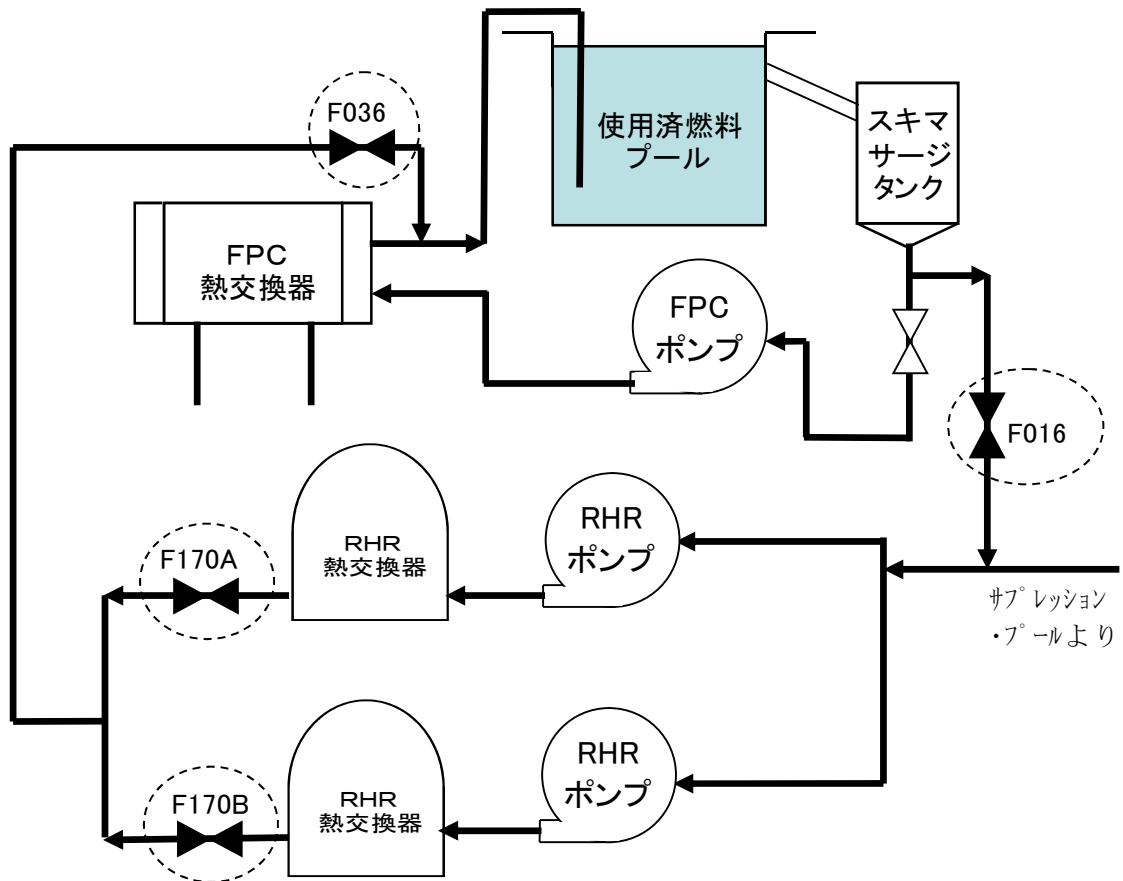 F036
使用済燃料
プール
スキマ
サージ
タンク
FPC
熱交換器
FPC
ポンプ
F016
RHR
ポンプ
RHR
熱交換器
F170A
サプレッション
・プールより
RHR
ポンプ
RHR
熱交換器
F170B